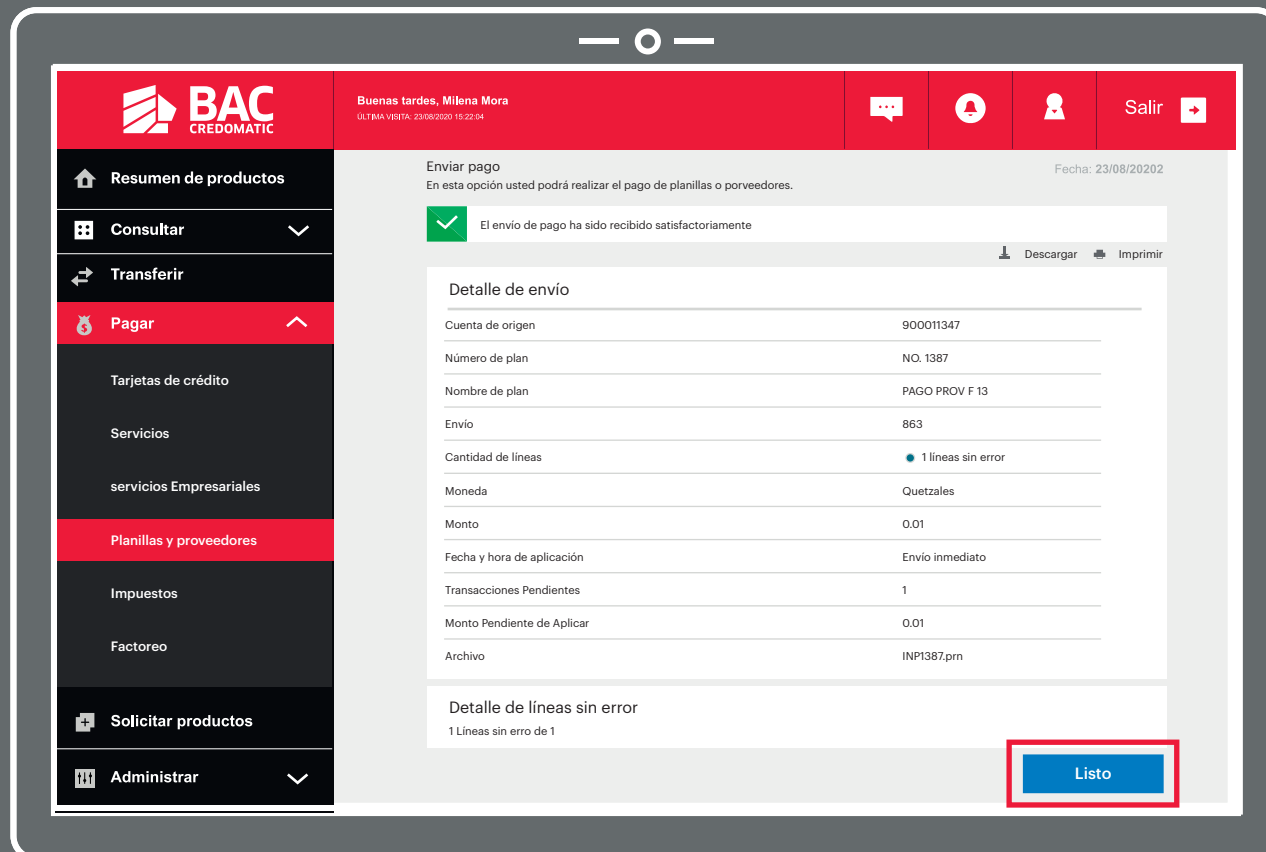 BAC
CREDOMATIC
Buenas tardes, Milena Mora
ÚLTIMA VISITA: 23/08/2020 15:22:04
Salir
Resumen de productos
Consultar
Transferir
Pagar
Tarjetas de crédito
Servicios
servicios Empresariales
Planillas y proveedores
Impuestos
Factoreo
Solicitar productos
Administrar
Enviar pago
Fecha: 23/08/20202
En esta opción usted podrá realizar el pago de planillas o porveedores.
El envío de pago ha sido recibido satisfactoriamente
Descargar Imprimir
Detalle de envío
Cuenta de origen 900011347
Número de plan NO. 1387
Nombre de plan PAGO PROV F 13
Envío 863
Cantidad de líneas 1 líneas sin error
Moneda Quetzales
Monto 0.01
Fecha y hora de aplicación Envío inmediato
Transacciones Pendientes 1
Monto Pendiente de Aplicar 0.01
Archivo INP1387.prn
Detalle de líneas sin error
1 Líneas sin erro de 1
Listo